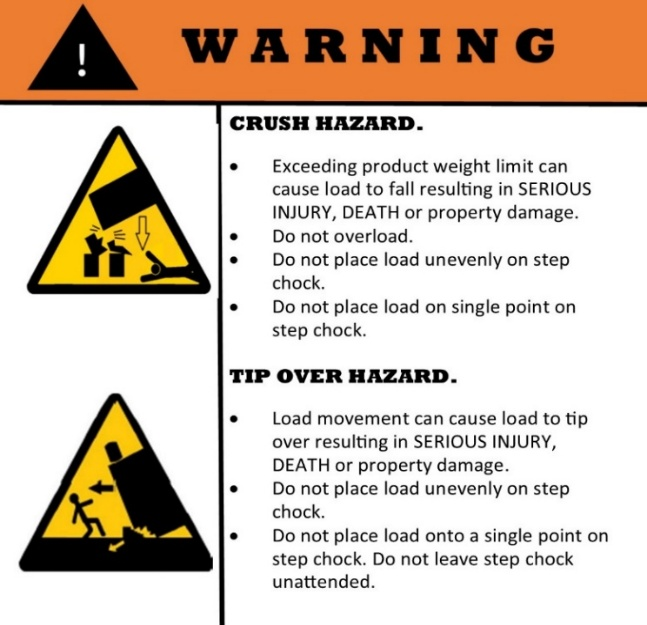 ! WARNING
CRUSH HAZARD.
• Exceeding product weight limit can
cause load to fall resulting in SERIOUS
INJURY, DEATH or property damage.
• Do not overload.
• Do not place load unevenly on step
chock.
• Do not place load on single point on
step chock.
TIP OVER HAZARD.
• Load movement can cause load to tip
over resulting in SERIOUS INJURY,
DEATH or property damage.
• Do not place load unevenly on step
chock.
• Do not place load onto a single point on
step chock. Do not leave step chock
unattended.